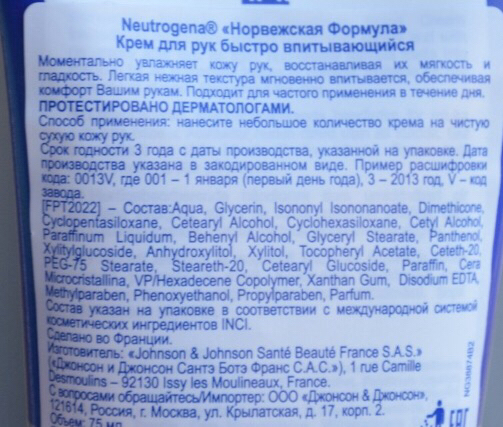 Neutrogena® «Норвежская Формула»
Крем для рук быстро впитывающийся
Моментально увлажняет кожу рук, восстанавливая их мягкость и
гладкость. Легкая нежная текстура мгновенно впитывается, обеспечивая
комфорт Вашим рукам. Подходит для частого применения в течение дня.
ПРОТЕСТИРОВАНО ДЕРМАТОЛОГАМИ.
Способ применения: нанесите небольшое количество крема на чистую
сухую кожу рук.
Срок годности 3 года с даты производства, указанной на упаковке. Дата
производства указана в закодированном виде. Пример расшифровки
кода: 0013V, где 001 – 1 января (первый день года), 3 – 2013 год, V – код
завода.
[FPT2022] – Состав:Aqua, Glycerin, Isononyl Isononanoate, Dimethicone,
Cyclopentasiloxane, Cetearyl Alcohol, Cyclohexasiloxane, Cetyl Alcohol,
Paraffinum Liquidum, Behenyl Alcohol, Glyceryl Stearate, Panthenol,
Xylitylglucoside, Anhydroxylitol, Xylitol, Tocopheryl Acetate, Ceteth-20,
PEG-75 Stearate, Steareth-20, Cetearyl Glucoside, Paraffin, Cera
Microcristallina, VP/Hexadecene Copolymer, Xanthan Gum, Disodium EDTA,
Methylparaben, Phenoxyethanol, Propylparaben, Parfum.
Состав указан на упаковке в соответствии с международной системой
косметических ингредиентов INCI.
Сделано во Франции.
Изготовитель: «Johnson & Johnson Santé Beauté France S.A.S.»
(«Джонсон и Джонсон Сантэ Ботэ Франс С.А.С.»), 1 rue Camille
Desmoulins – 92130 Issy les Moulineaux, France.
С вопросами обращайтесь/Импортер: ООО «Джонсон & Джонсон»,
121614, Россия, г. Москва, ул. Крылатская, д. 17, корп. 2.
Объем: 75 мл